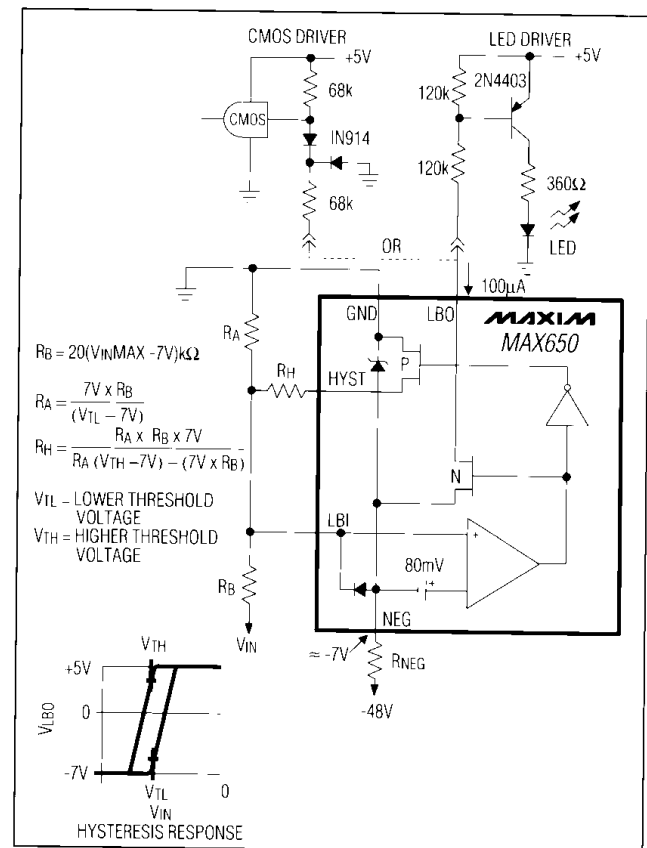 CMOS DRIVER
LED DRIVER
+5V
+5V
68k
CMOS
IN914
68k
120k
2N4403
120k
360Ω
LED
OR
100µA
GND
LBO
MAXIM
MAX650
RA
RH
HYST
P
N
LBI
80mV
+
+
NEG
RB
VIN
≈ -7V
RNEG
-48V
RB = 20(VINMAX -7V)kΩ
RA = 7V x RB
(VTL – 7V)
RH = RA x RB x 7V
RA (VTH –7V) – (7V x RB)
VTL – LOWER THRESHOLD
VOLTAGE
VTH = HIGHER THRESHOLD
VOLTAGE
VTH
+5V
VLBO
0
-7V
VTL
0
VIN
HYSTERESIS RESPONSE